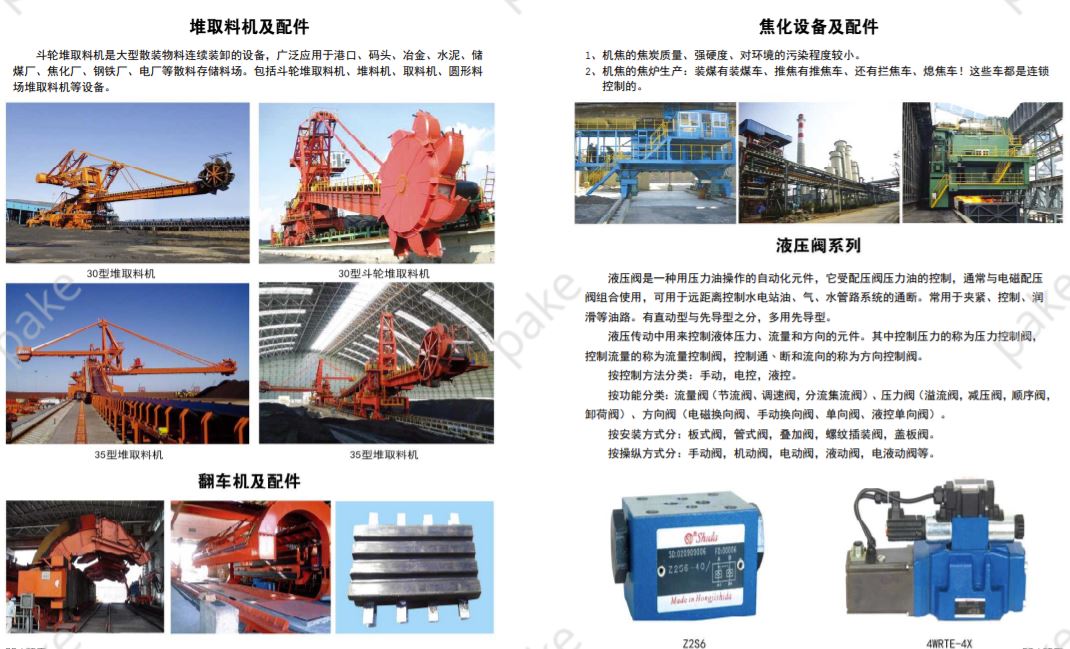 堆取料机及配件
斗轮堆取料机是大型散装物料连续装卸的设备，广泛应用于港口、码头、冶金、水泥、储
煤厂、焦化厂、钢铁厂、电厂等散料存储料场。包括斗轮堆取料机、堆料机、取料机、圆形料
场堆取料机等设备。
30型堆取料机
30型斗轮堆取料机
35型堆取料机
35型堆取料机
翻车机及配件
焦化设备及配件
1、机焦的焦炭质量、强硬度、对环境的污染程度较小。
2、机焦的焦炉生产：装煤有装煤车、推焦有推焦车、还有拦焦车、熄焦车！这些车都是连锁
控制的。
液压阀系列
液压阀是一种用压力油操作的自动化元件，它受配压阀压力油的控制，通常与电磁配压
阀组合使用，可用于远距离控制水电站油、气、水管路系统的通断。常用于夹紧、控制、润
滑等油路。有直动型与先导型之分，多用先导型。
液压传动中用来控制液体压力、流量和方向的元件。其中控制压力的称为压力控制阀，
控制流量的称为流量控制阀，控制通、断和流向的称为方向控制阀。
按控制方法分类：手动，电控，液控。
按功能分类：流量阀（节流阀、调速阀，分流集流阀）、压力阀（溢流阀，减压阀，顺序阀，
卸荷阀）、方向阀（电磁换向阀、手动换向阀、单向阀、液控单向阀）。
按安装方式分：板式阀，管式阀，叠加阀，螺纹插装阀，盖板阀。
按操纵方式分：手动阀，机动阀，电动阀，液动阀，电液动阀等。
Shida
SD:020909006 FD:00006
Z2S6-40/
Made in Hongjishida
Z2S6
4WRTE-4X
pake
pake
pake